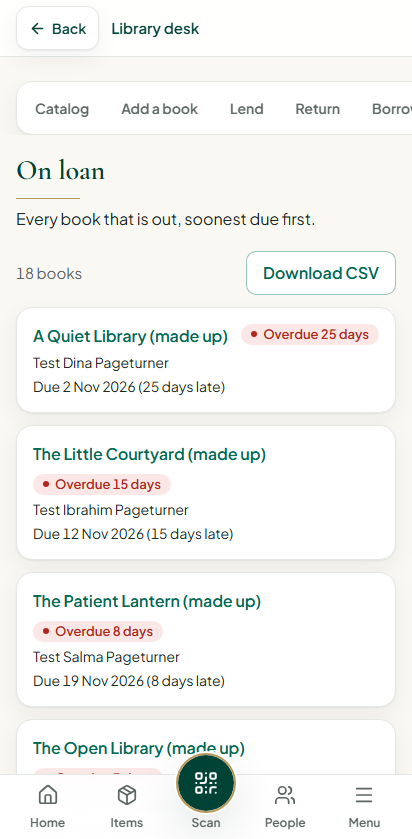 Back
Library desk
Catalog
Add a book
Lend
Return
On loan
Every book that is out, soonest due first.
18 books
Download CSV
A Quiet Library (made up)
Overdue 25 days
Test Dina Pageturner
Due 2 Nov 2026 (25 days late)
The Little Courtyard (made up)
Overdue 15 days
Test Ibrahim Pageturner
Due 12 Nov 2026 (15 days late)
The Patient Lantern (made up)
Overdue 8 days
Test Salma Pageturner
Due 19 Nov 2026 (8 days late)
The Open Library (made up)
Home
Items
Scan
People
Menu